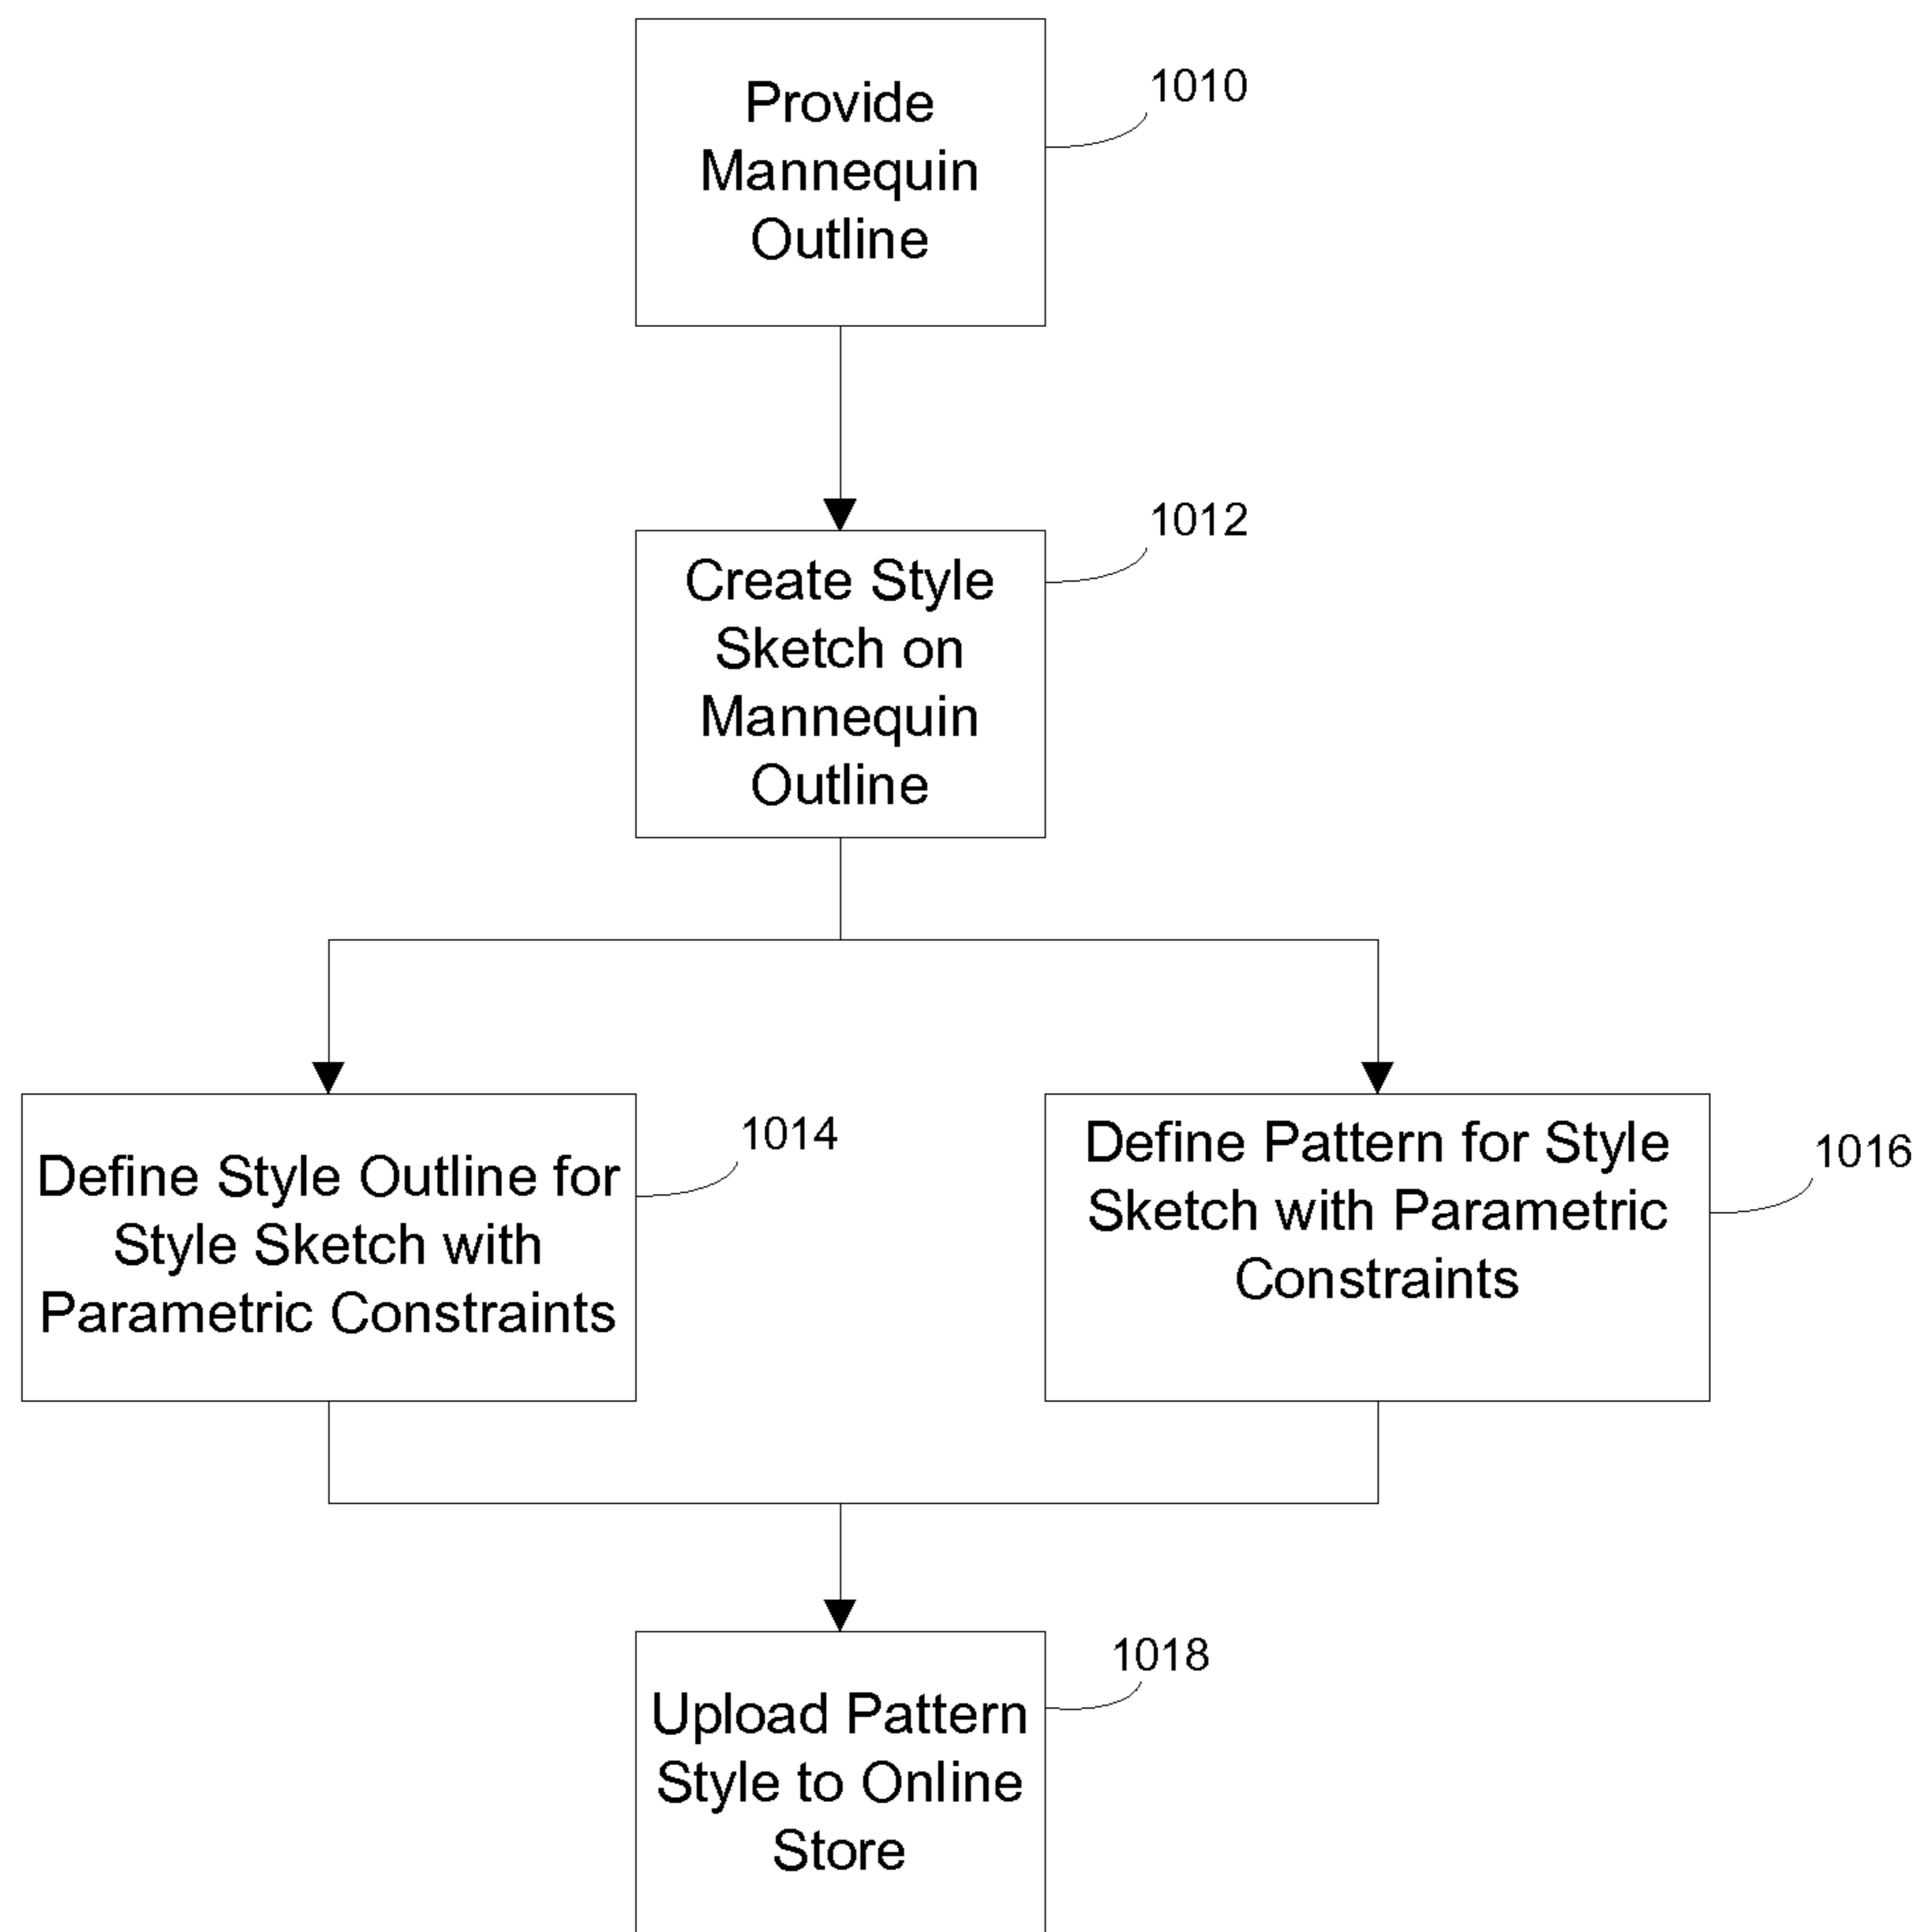 Provide
Mannequin
Outline
1010
Create Style
Sketch on
Mannequin
Outline
1012
Define Style Outline for
Style Sketch with
Parametric Constraints
1014
Define Pattern for Style
Sketch with Parametric
Constraints
1016
Upload Pattern
Style to Online
Store
1018